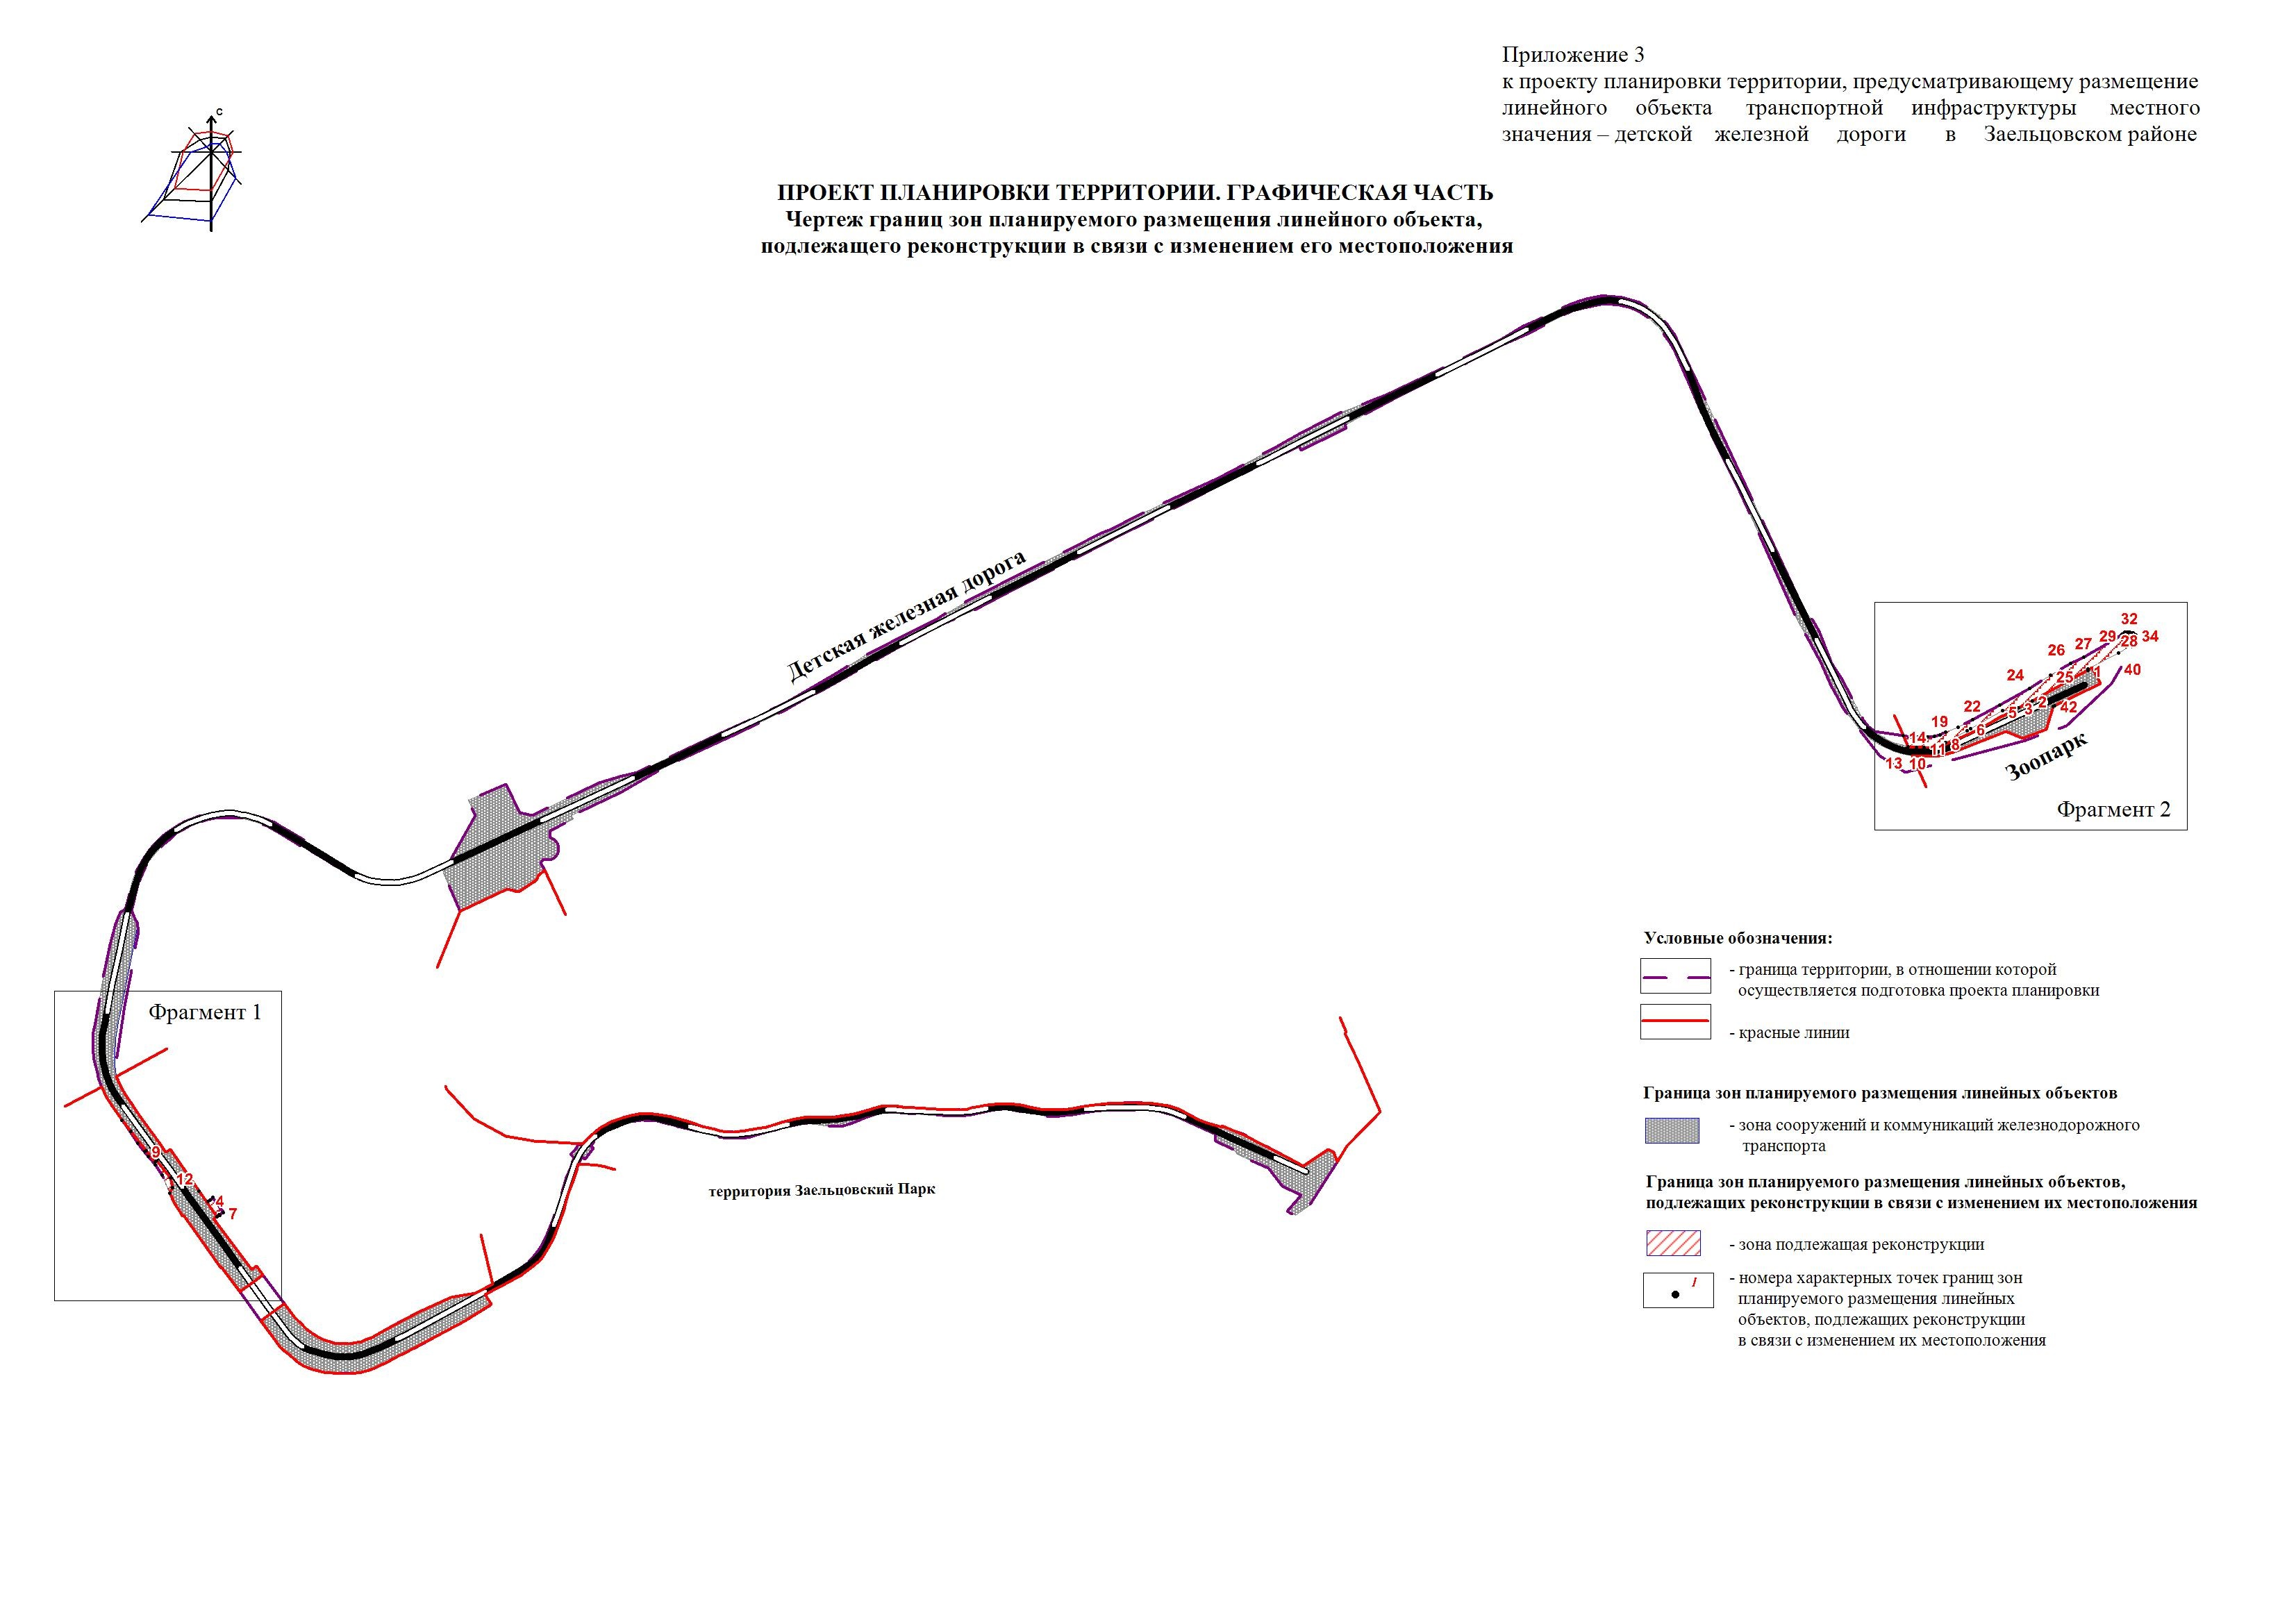 Приложение 3
к проекту планировки территории, предусматривающему размещение
линейного объекта транспортной инфраструктуры местного
значения – детской железной дороги в Заельцовском районе
С
ПРОЕКТ ПЛАНИРОВКИ ТЕРРИТОРИИ. ГРАФИЧЕСКАЯ ЧАСТЬ
Чертеж границ зон планируемого размещения линейного объекта,
подлежащего реконструкции в связи с изменением его местоположения
Детская железная дорога
32
29
28
34
27
26
40
1
25
24
2
42
3
5
22
6
19
14
11
8
13
10
Зоопарк
Фрагмент 2
Фрагмент 1
9
12
4
7
территория Заельцовский Парк
Условные обозначения:
- граница территории, в отношении которой
осуществляется подготовка проекта планировки
- красные линии
Граница зон планируемого размещения линейных объектов
- зона сооружений и коммуникаций железнодорожного
транспорта
Граница зон планируемого размещения линейных объектов,
подлежащих реконструкции в связи с изменением их местоположения
- зона подлежащая реконструкции
1
- номера характерных точек границ зон
планируемого размещения линейных
объектов, подлежащих реконструкции
в связи с изменением их местоположения